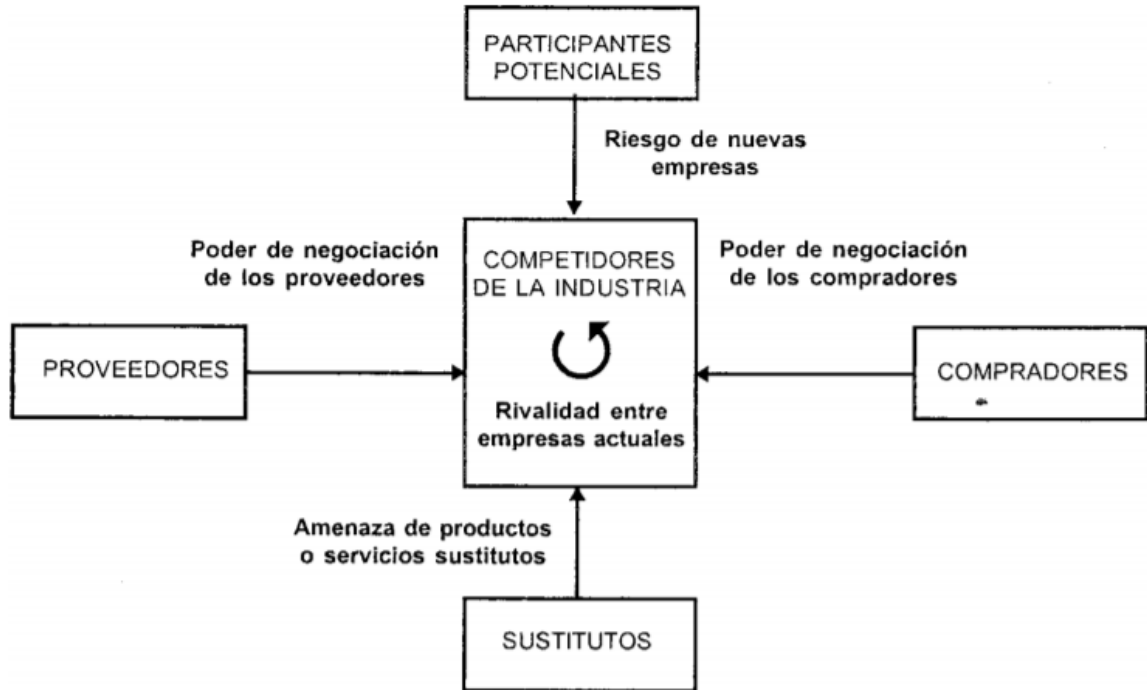 PARTICIPANTES
POTENCIALES
Riesgo de nuevas
empresas
Poder de negociación
de los proveedores
COMPETIDORES
DE LA INDUSTRIA
Poder de negociación
de los compradores
PROVEEDORES
COMPRADORES
Rivalidad entre
empresas actuales
Amenaza de productos
o servicios sustitutos
SUSTITUTOS